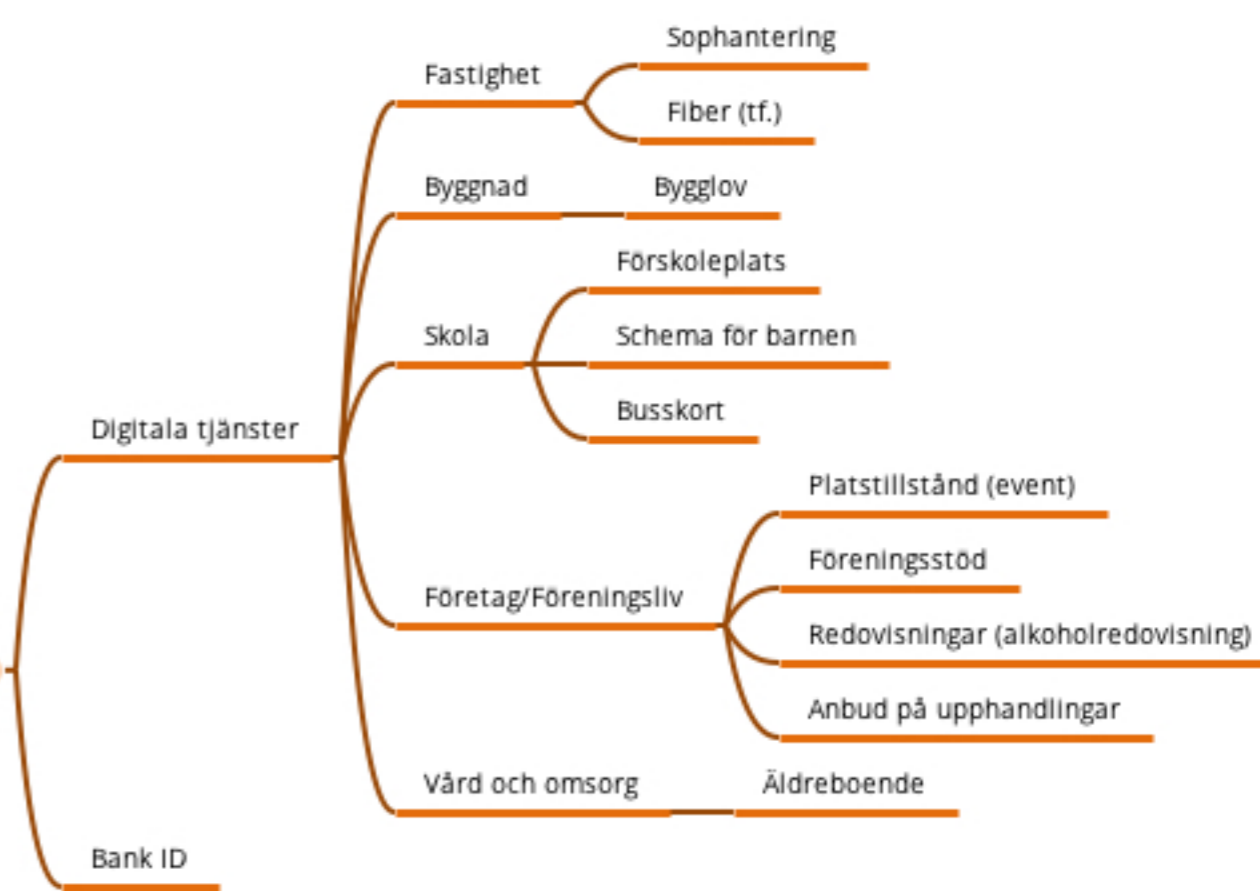 Sophantering
Fastighet
Fiber (tf.)
Byggnad
Bygglov
Förskoleplats
Skola
Schema för barnen
Busskort
Digitala tjänster
Platstillstånd (event)
Föreningsstöd
Företag/Föreningsliv
Redovisningar (alkoholredovisning)
Anbud på upphandlingar
Vård och omsorg
Äldreboende
Bank ID